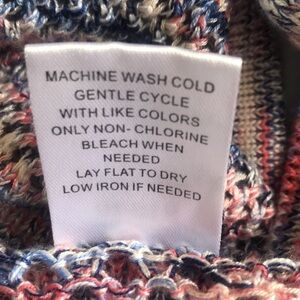 MACHINE WASH COLD
GENTLE CYCLE
WITH LIKE COLORS
ONLY NON- CHLORINE
BLEACH WHEN
NEEDED
LAY FLAT TO DRY
LOW IRON IF NEEDED